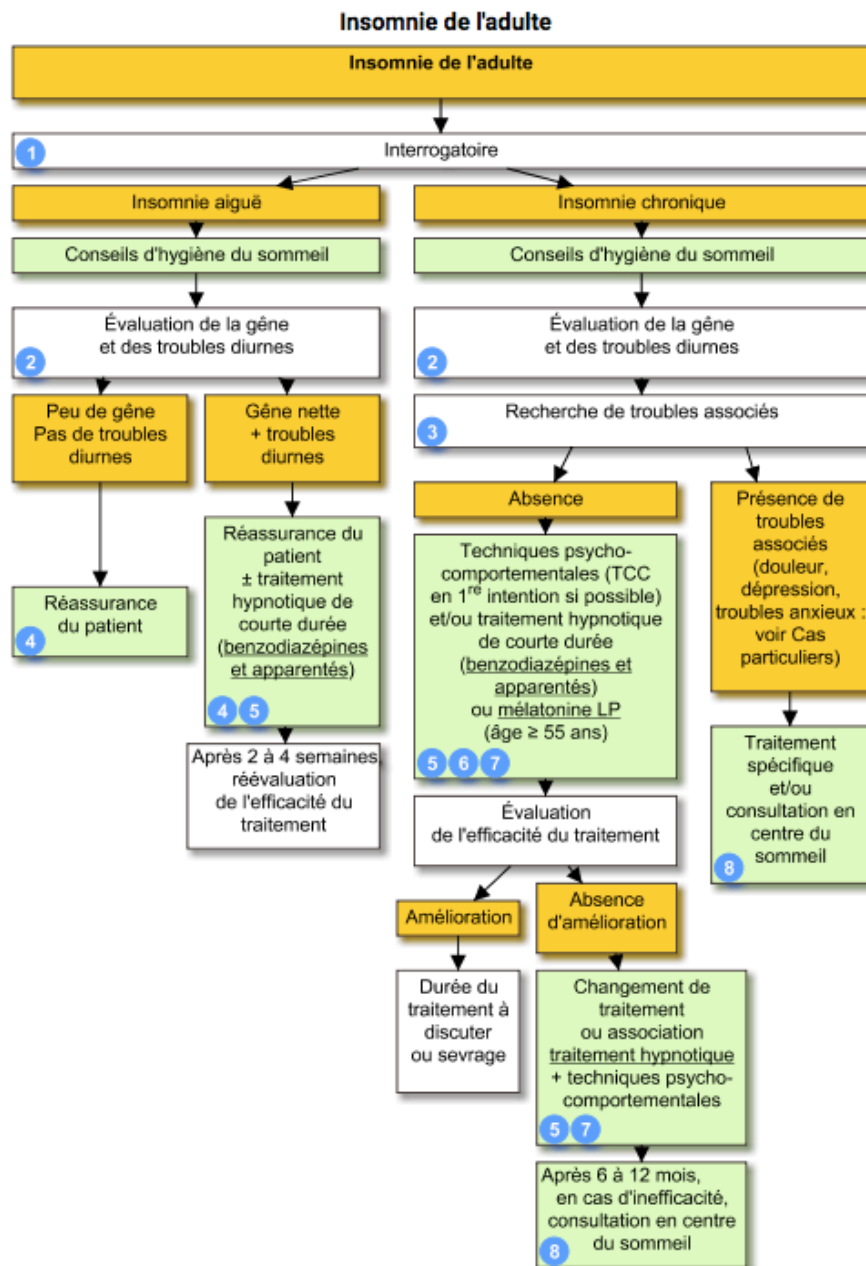 Insomnie de l'adulte
Insomnie de l'adulte
1
Interrogatoire
Insomnie aiguë
Conseils d'hygiène du sommeil
Évaluation de la gêne
et des troubles diurnes
2
Peu de gêne
Pas de troubles
diurnes
Réassurance
du patient
4
Gêne nette
+ troubles
diurnes
Réassurance du
patient
± traitement
hypnotique de
courte durée
(benzodiazépines
et apparentés)
4 5
Après 2 à 4 semaines,
réévaluation
de l'efficacité du
traitement
Insomnie chronique
Conseils d'hygiène du sommeil
Évaluation de la gêne
et des troubles diurnes
2
Recherche de troubles associés
3
Absence
Techniques psycho-
comportementales (TCC
en 1re intention si possible)
et/ou traitement hypnotique
de courte durée
(benzodiazépines et
apparentés)
ou mélatonine LP
(âge ≥ 55 ans)
5 6 7
Évaluation
de l'efficacité du traitement
Amélioration
Durée du
traitement à
discuter
ou sevrage
Absence
d'amélioration
Changement de
traitement
ou association
traitement hypnotique
+ techniques psycho-
comportementales
5 7
Après 6 à 12 mois,
en cas d'inefficacité,
consultation en centre
du sommeil
8
Présence de
troubles
associés
(douleur,
dépression,
troubles anxieux :
voir Cas
particuliers)
Traitement
spécifique
et/ou
consultation en
centre du
sommeil
8